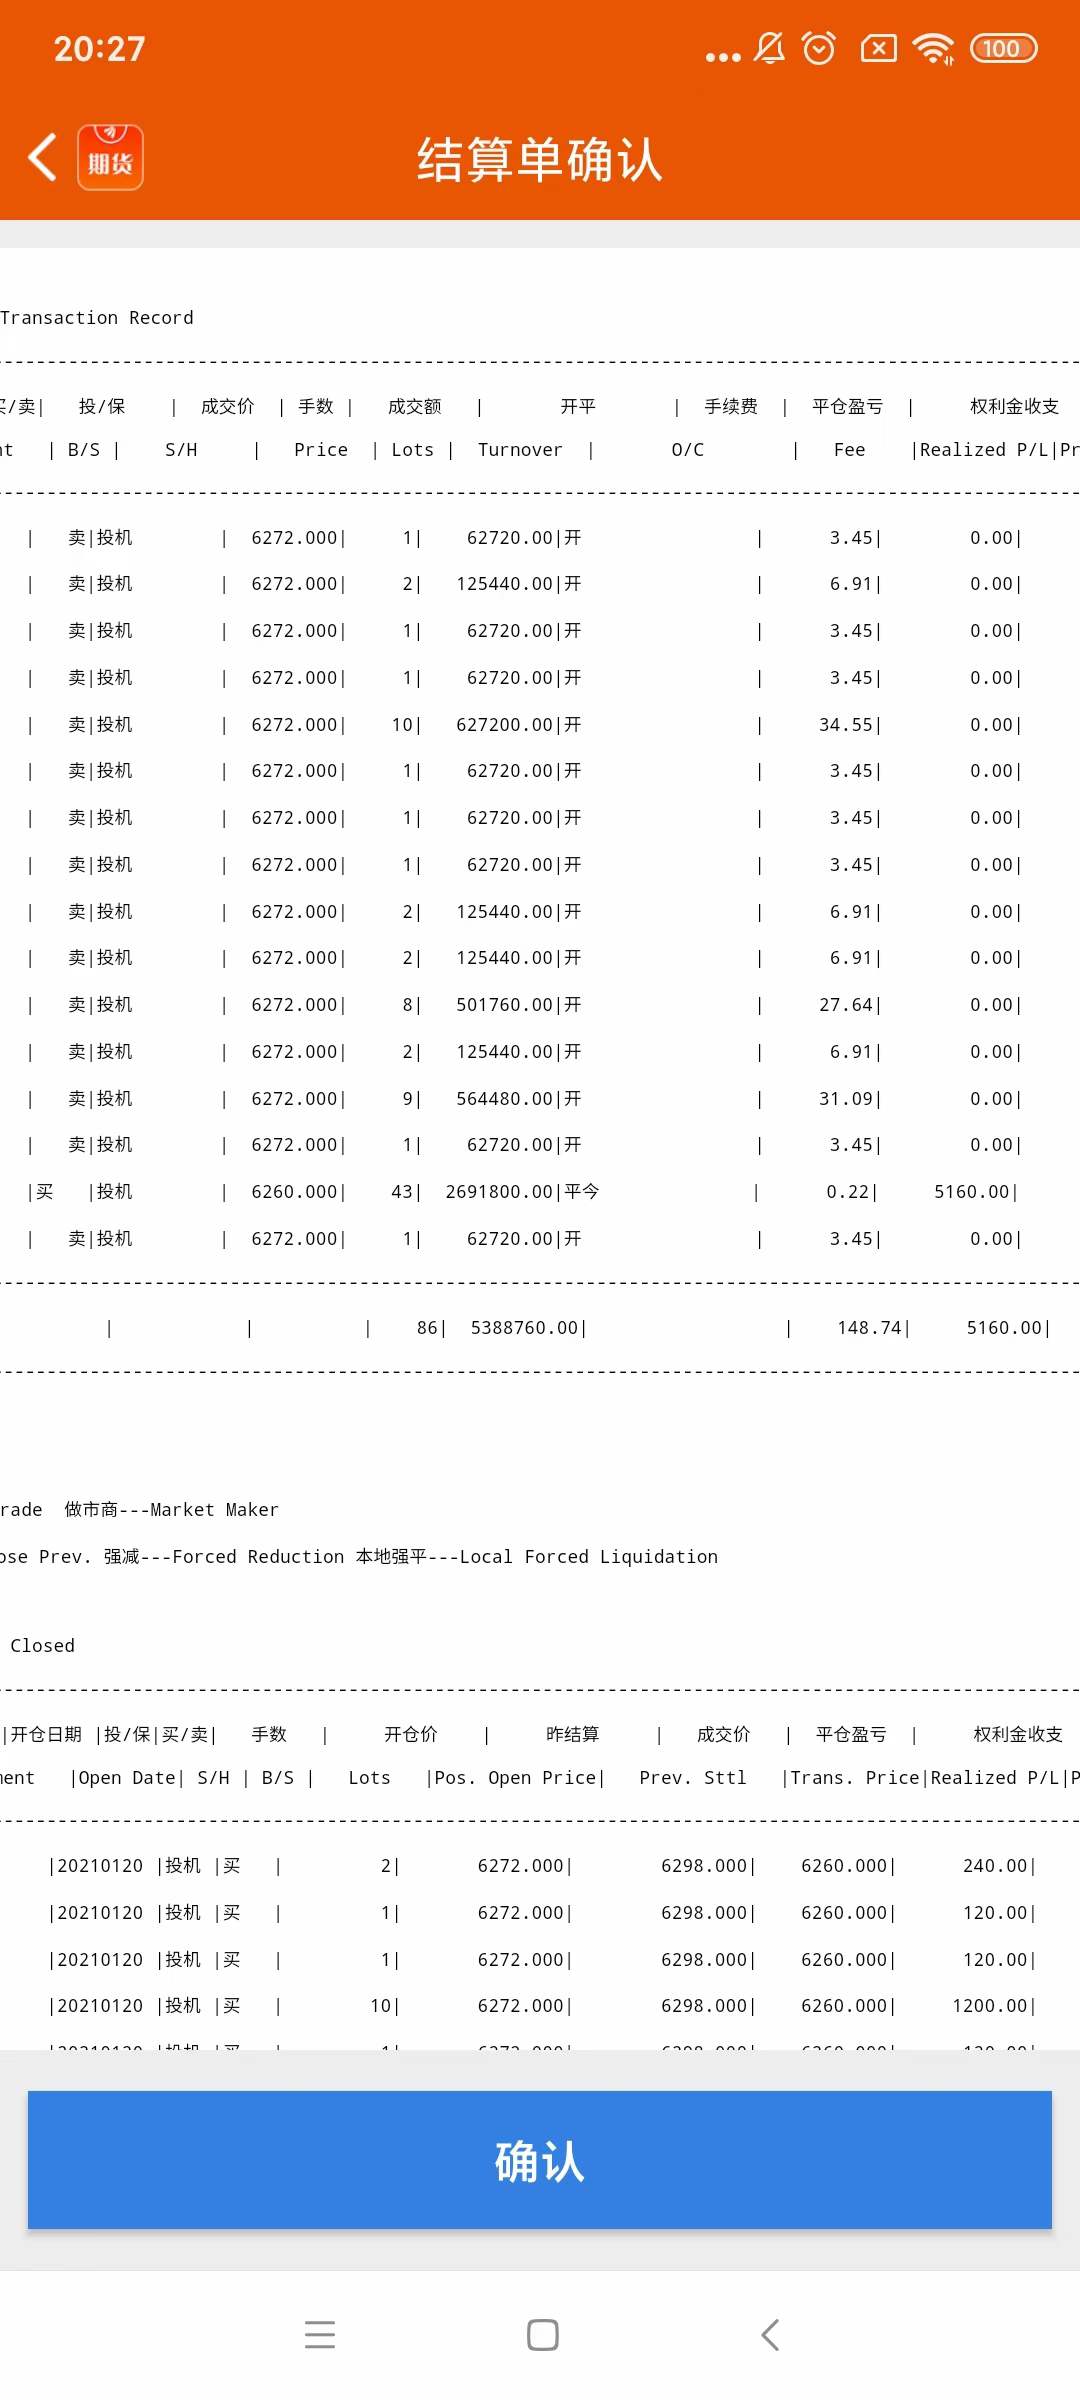 20:27
100
期货
结算单确认
Transaction Record
买/卖| 投/保 | 成交价 | 手数 | 成交额 | 开平 | 手续费 | 平仓盈亏 | 权利金收支
nt | B/S | S/H | Price | Lots | Turnover | O/C | Fee |Realized P/L|Pr
| 卖|投机 | 6272.000| 1| 62720.00|开 | 3.45| 0.00|
| 卖|投机 | 6272.000| 2| 125440.00|开 | 6.91| 0.00|
| 卖|投机 | 6272.000| 1| 62720.00|开 | 3.45| 0.00|
| 卖|投机 | 6272.000| 1| 62720.00|开 | 3.45| 0.00|
| 卖|投机 | 6272.000| 10| 627200.00|开 | 34.55| 0.00|
| 卖|投机 | 6272.000| 1| 62720.00|开 | 3.45| 0.00|
| 卖|投机 | 6272.000| 1| 62720.00|开 | 3.45| 0.00|
| 卖|投机 | 6272.000| 1| 62720.00|开 | 3.45| 0.00|
| 卖|投机 | 6272.000| 2| 125440.00|开 | 6.91| 0.00|
| 卖|投机 | 6272.000| 2| 125440.00|开 | 6.91| 0.00|
| 卖|投机 | 6272.000| 8| 501760.00|开 | 27.64| 0.00|
| 卖|投机 | 6272.000| 2| 125440.00|开 | 6.91| 0.00|
| 卖|投机 | 6272.000| 9| 564480.00|开 | 31.09| 0.00|
| 卖|投机 | 6272.000| 1| 62720.00|开 | 3.45| 0.00|
|买 |投机 | 6260.000| 43| 2691800.00|平今 | 0.22| 5160.00|
| 卖|投机 | 6272.000| 1| 62720.00|开 | 3.45| 0.00|
| | | 86| 5388760.00| | 148.74| 5160.00|
rade 做市商---Market Maker
ose Prev. 强减---Forced Reduction 本地强平---Local Forced Liquidation
Closed
|开仓日期 |投/保|买/卖| 手数 | 开仓价 | 昨结算 | 成交价 | 平仓盈亏 | 权利金收支
ment |Open Date| S/H | B/S | Lots |Pos. Open Price| Prev. Sttl |Trans. Price|Realized P/L|P
|20210120 |投机 |买 | 2| 6272.000| 6298.000| 6260.000| 240.00|
|20210120 |投机 |买 | 1| 6272.000| 6298.000| 6260.000| 120.00|
|20210120 |投机 |买 | 1| 6272.000| 6298.000| 6260.000| 120.00|
|20210120 |投机 |买 | 10| 6272.000| 6298.000| 6260.000| 1200.00|
|20210120 |投机 |买 | 1| 6272.000| 6298.000| 6260.000| 120.00|
确认